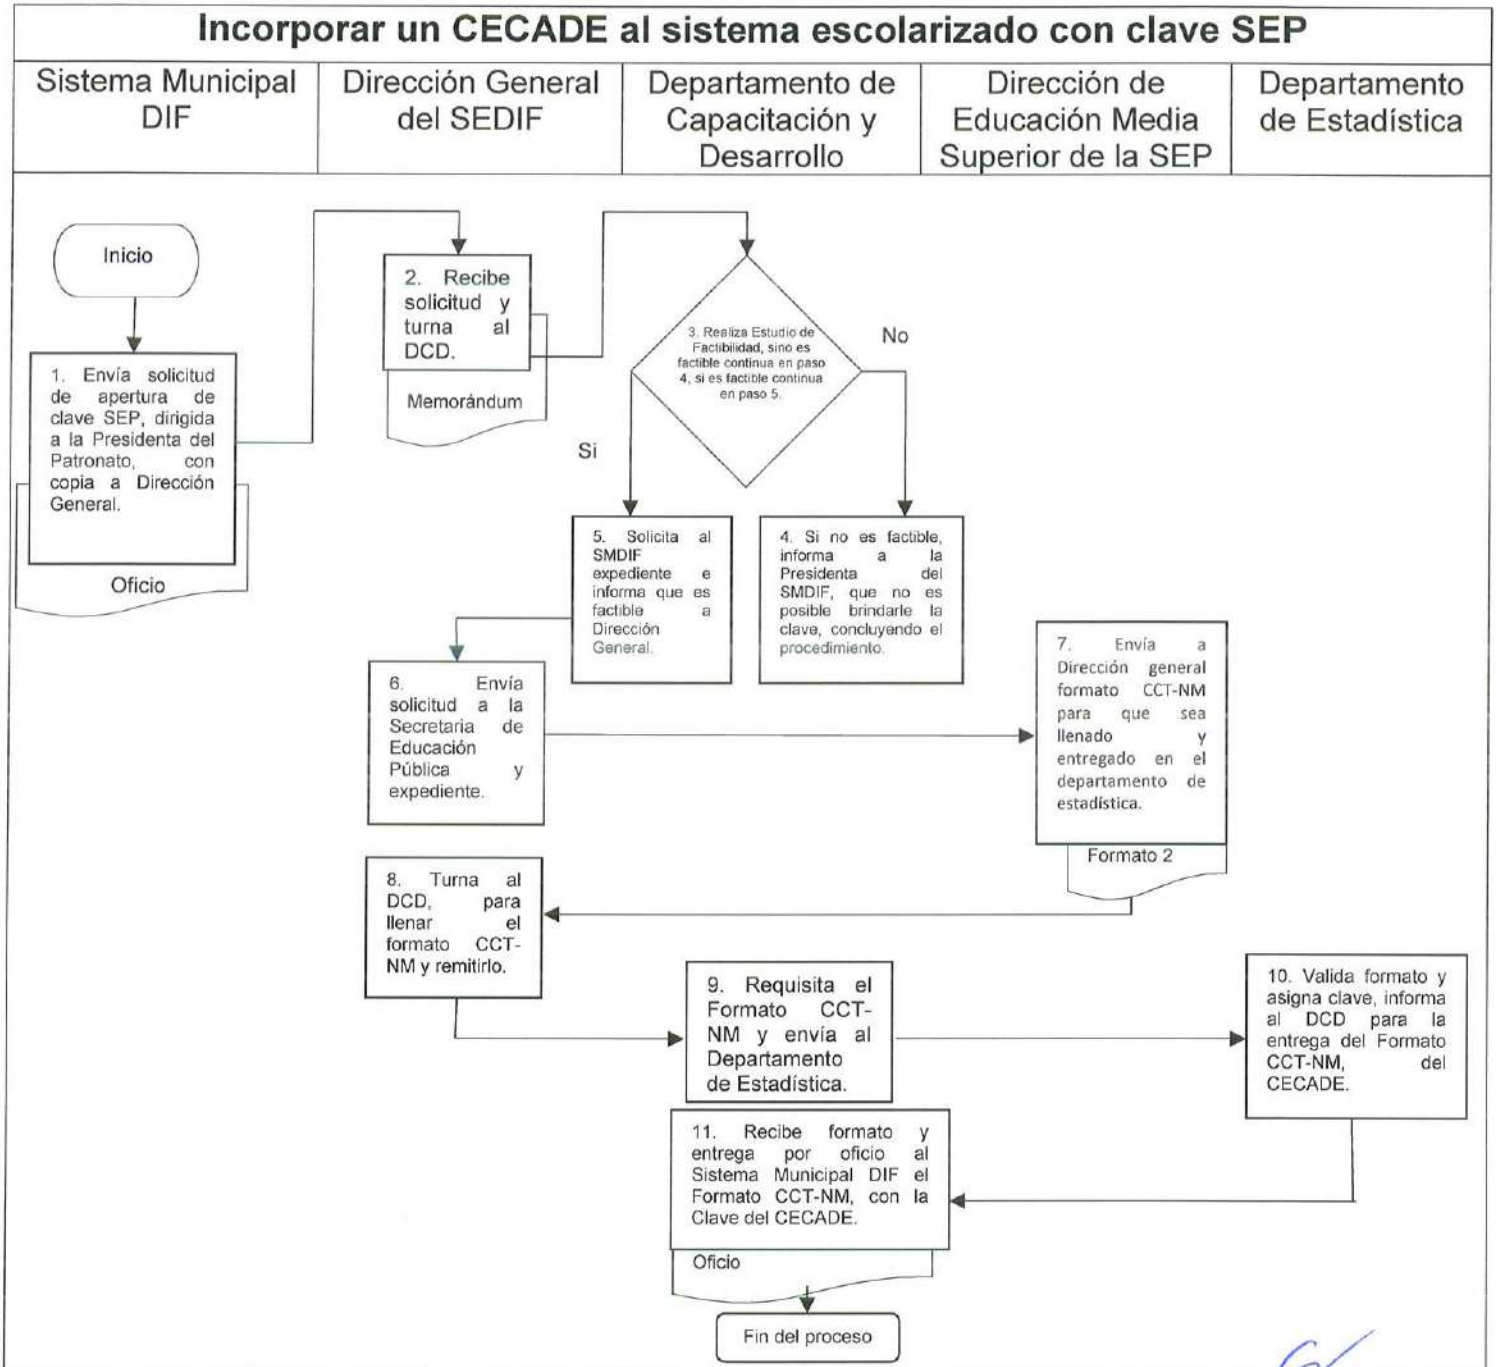 Incorporar un CECADE al sistema escolarizado con clave SEP
Sistema Municipal
DIF
Dirección General
del SEDIF
Departamento de
Capacitación y
Desarrollo
Dirección de
Educación Media
Superior de la SEP
Departamento
de Estadística
Inicio
1. Envía solicitud
de apertura de
clave SEP, dirigida
a la Presidenta del
Patronato, con
copia a Dirección
General.
Oficio
2. Recibe
solicitud y
turna al
DCD.
Memorándum
3. Realiza Estudio de
Factibilidad, sino es
factible continua en paso
4, si es factible continua
en paso 5.
No
Si
5. Solicita al
SMDIF
expediente e
informa que es
factible a
Dirección
General.
4. Si no es factible,
informa a la
Presidenta del
SMDIF, que no es
posible brindarle la
clave, concluyendo el
procedimiento.
6. Envía
solicitud a la
Secretaria de
Educación
Pública y
expediente.
7. Envía a
Dirección general
formato CCT-NM
para que sea
llenado y
entregado en el
departamento de
estadística.
Formato 2
8. Turna al
DCD, para
llenar el
formato CCT-
NM y remitirlo.
9. Requisita el
Formato CCT-
NM y envía al
Departamento
de Estadística.
10. Valida formato y
asigna clave, informa
al DCD para la
entrega del Formato
CCT-NM, del
CECADE.
11. Recibe formato y
entrega por oficio al
Sistema Municipal DIF el
Formato CCT-NM, con la
Clave del CECADE.
Oficio
Fin del proceso